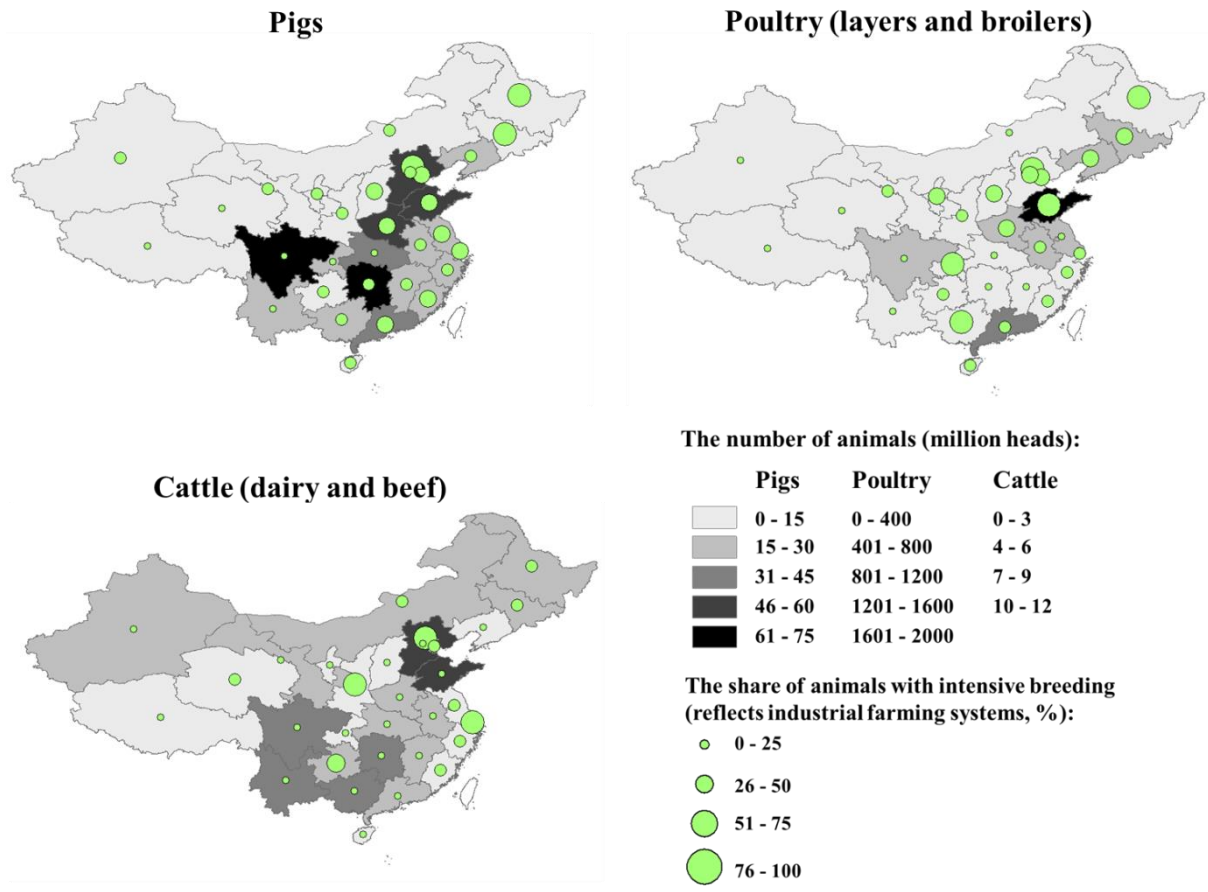 Pigs
Poultry (layers and broilers)
Cattle (dairy and beef)
The number of animals (million heads):
Pigs Poultry Cattle
0 - 15 0 - 400 0 - 3
15 - 30 401 - 800 4 - 6
31 - 45 801 - 1200 7 - 9
46 - 60 1201 - 1600 10 - 12
61 - 75 1601 - 2000
The share of animals with intensive breeding
(reflects industrial farming systems, %):
0 - 25
26 - 50
51 - 75
76 - 100